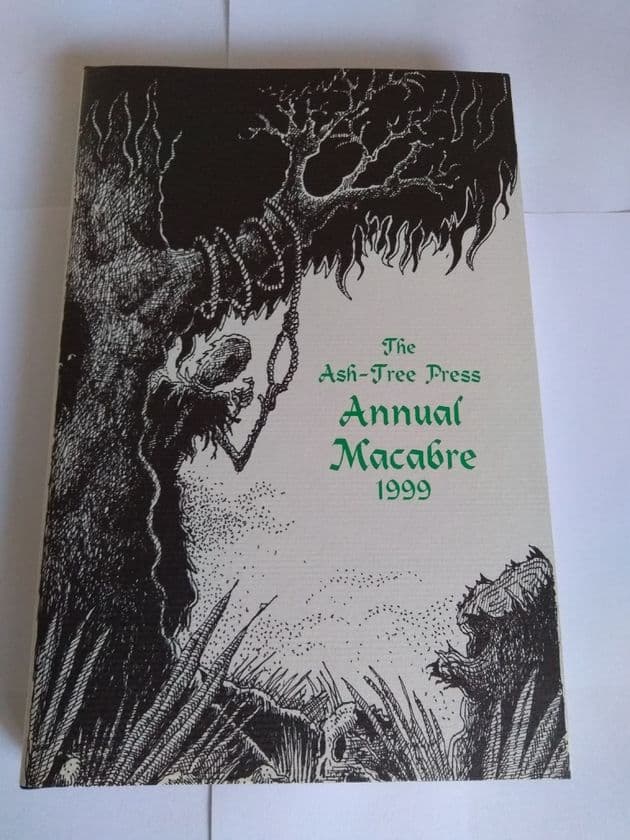 The
Ash-Tree Press
Annual
Macabre
1999